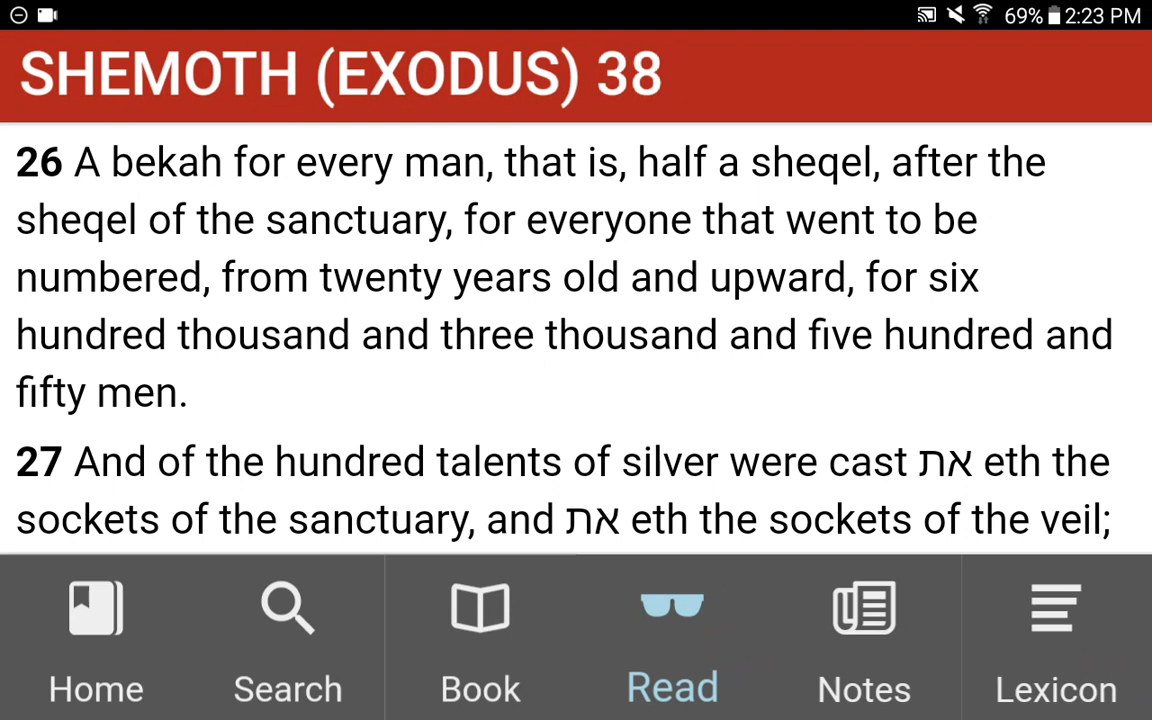 69% 2:23 PM
SHEMOTH (EXODUS) 38
26 A bekah for every man, that is, half a sheqel, after the
sheqel of the sanctuary, for everyone that went to be
numbered, from twenty years old and upward, for six
hundred thousand and three thousand and five hundred and
fifty men.
27 And of the hundred talents of silver were cast את eth the
sockets of the sanctuary, and את eth the sockets of the veil;
Home Search Book Read Notes Lexicon